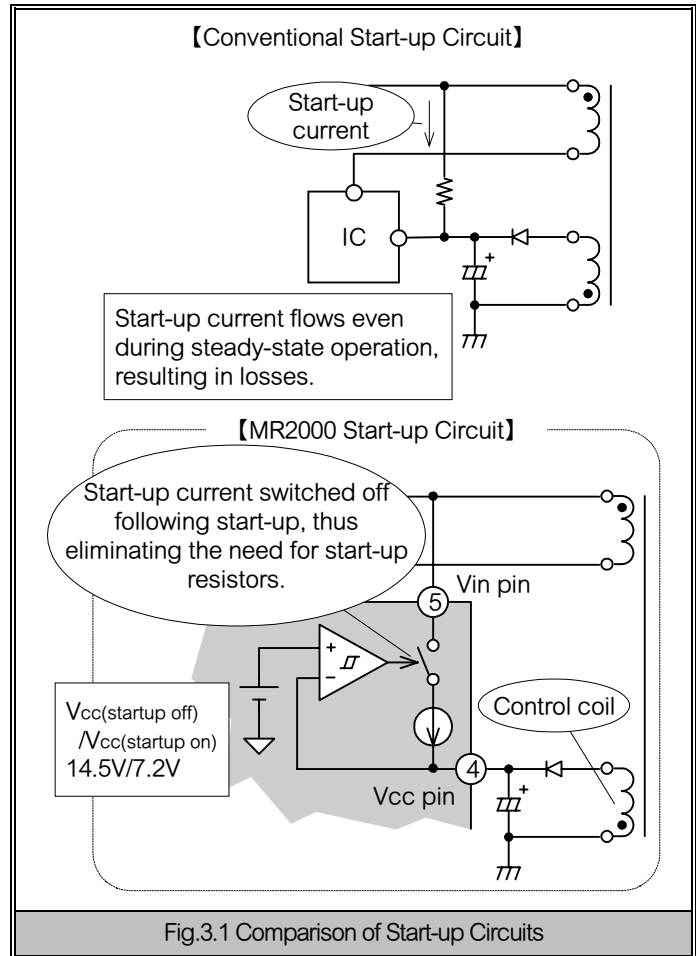 【Conventional Start-up Circuit】
Start-up
current
IC
+
Start-up current flows even
during steady-state operation,
resulting in losses.
【MR2000 Start-up Circuit】
Start-up current switched off
following start-up, thus
eliminating the need for start-up
resistors.
5
Vin pin
+
-
Vcc(startup off)
/Vcc(startup on)
14.5V/7.2V
Control coil
4
Vcc pin
+
Fig.3.1 Comparison of Start-up Circuits